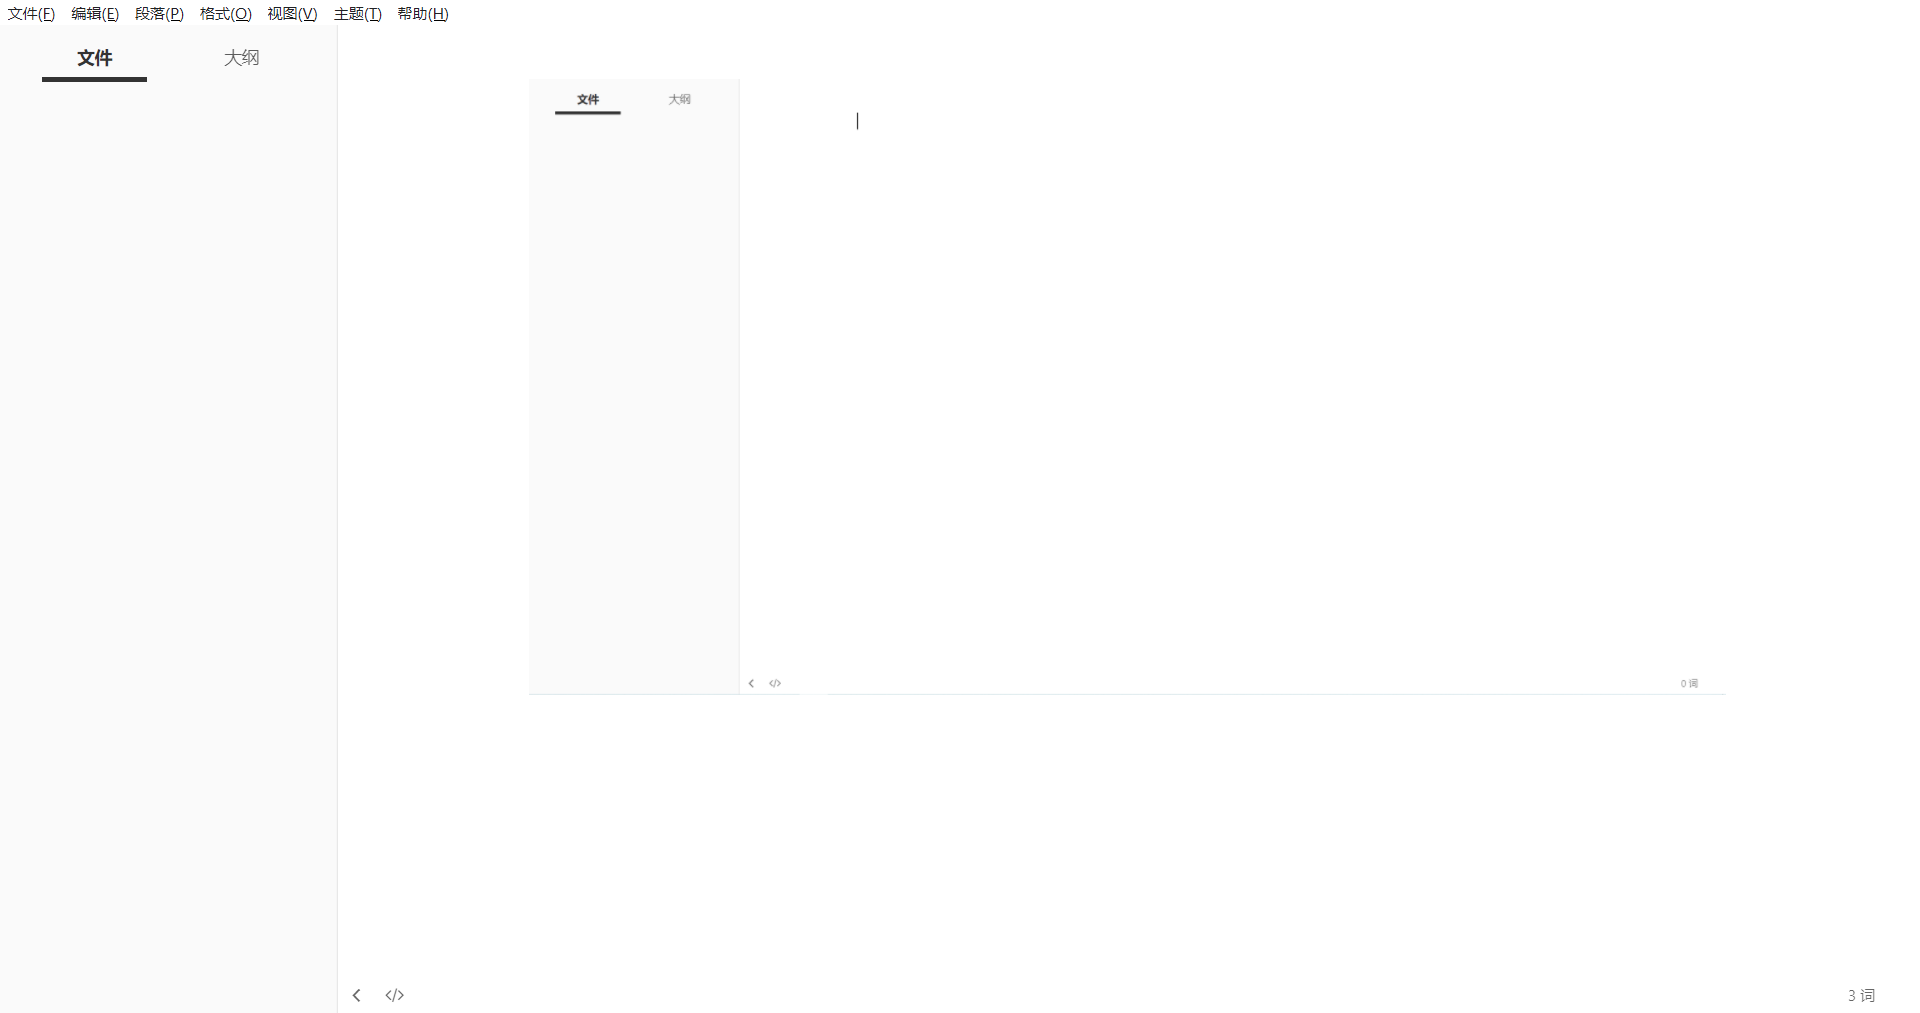 文件(F) 编辑(E) 段落(P) 格式(O) 视图(V) 主题(T) 帮助(H)
文件 大纲
文件 大纲
</>
0 词
</> 3 词